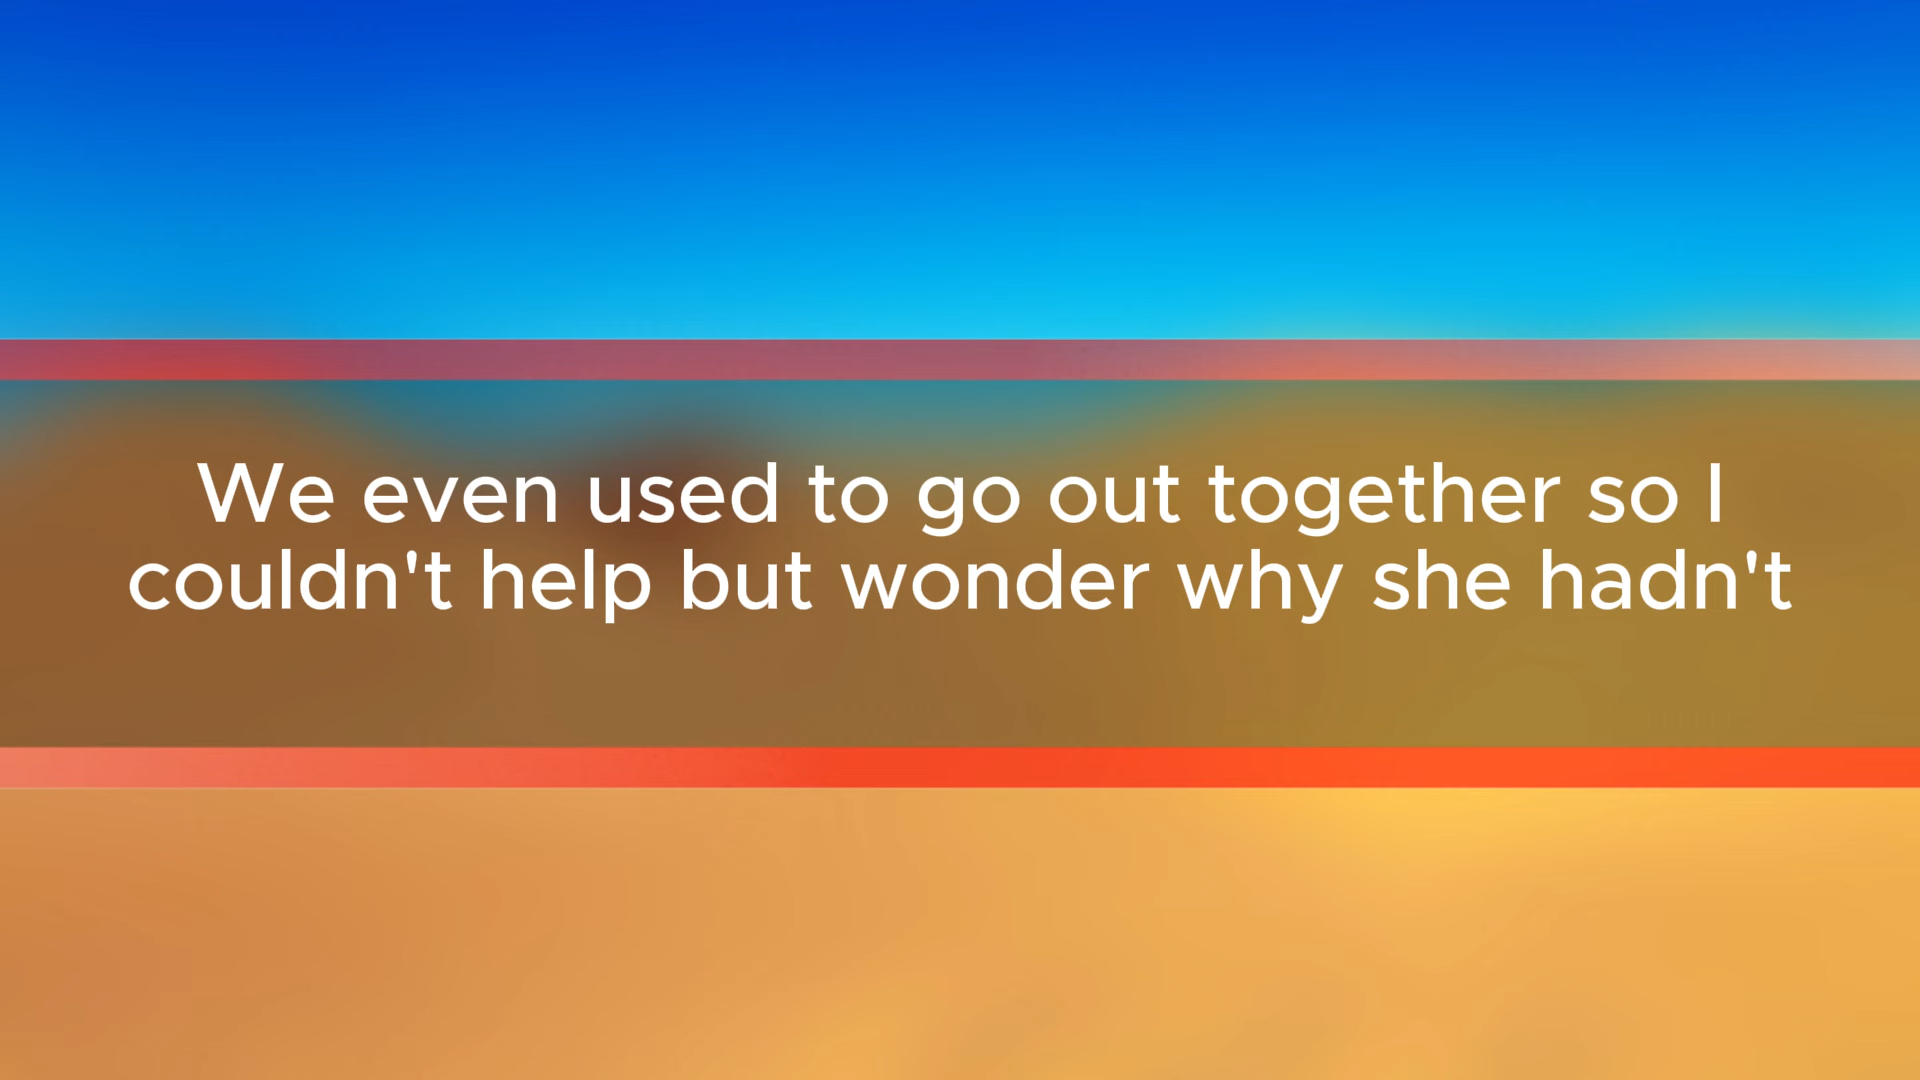 We even used to go out together so I
couldn't help but wonder why she hadn't